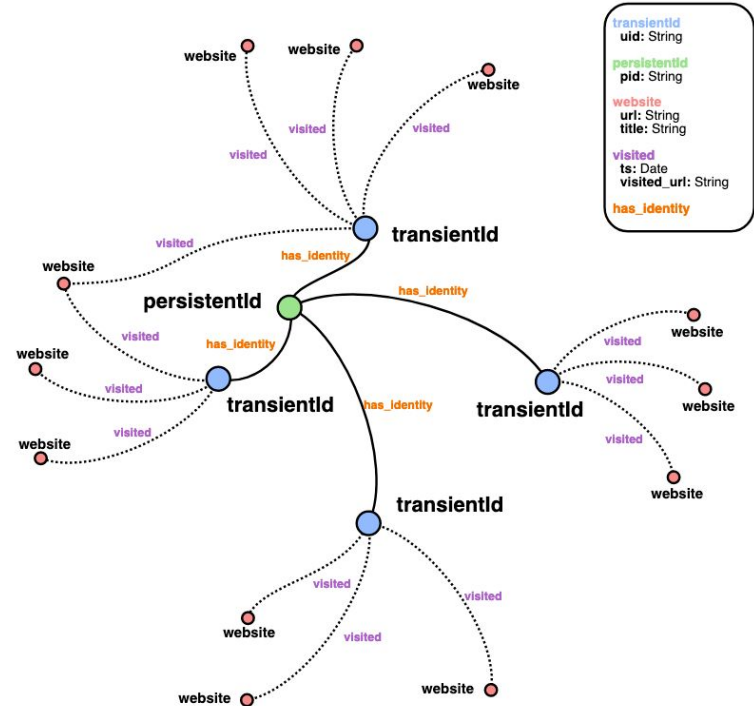 website
website
website
visited
visited
visited
visited
transientId
has_identity
website
persistentId
has_identity
has_identity
visited
website
visited
transientId
website
visited
has_identity
transientId
visited
website
visited
website
visited
website
transientId
visited
website
visited
website
visited
website
transientId
uid: String
persistentId
pid: String
website
url: String
title: String
visited
ts: Date
visited_url: String
has_identity